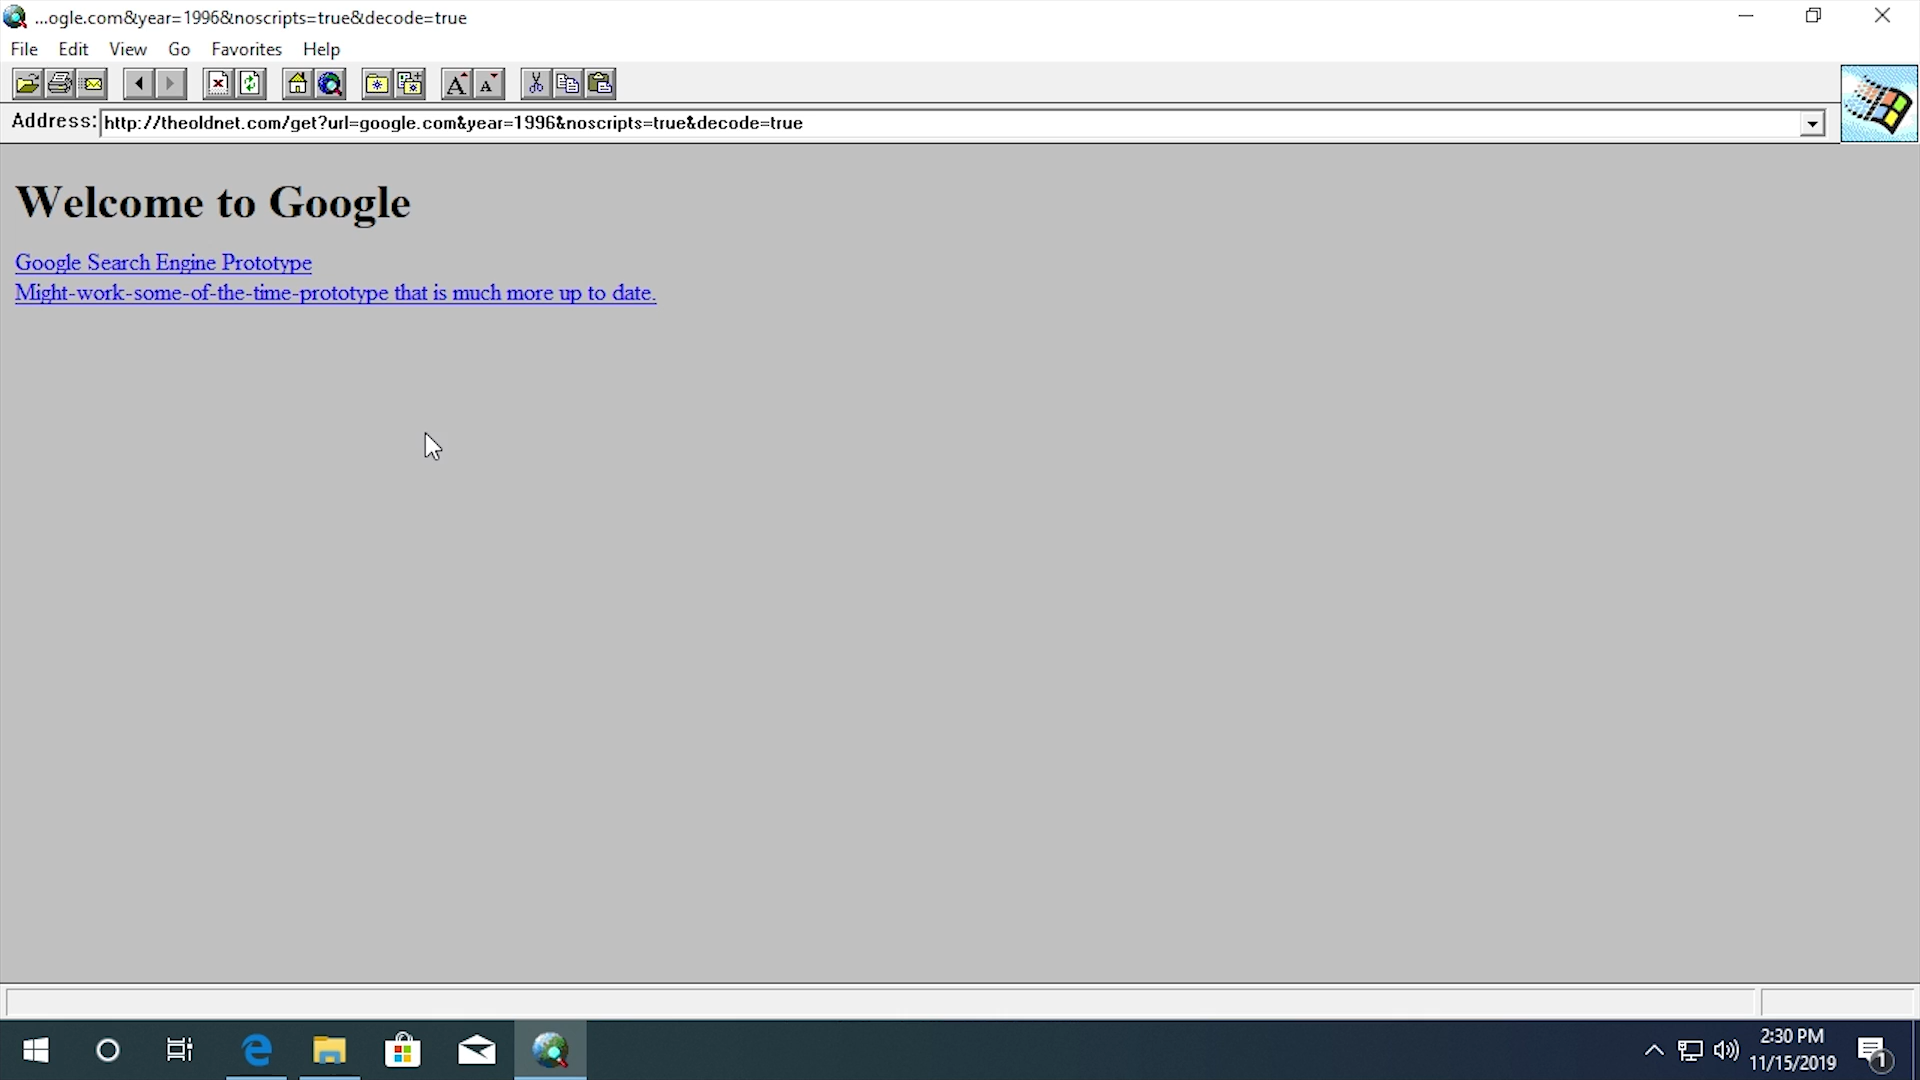 ...ogle.com&year=1996&noscripts=true&decode=true
File Edit View Go Favorites Help
Address: http://theoldnet.com/get?url=google.com&year=1996&noscripts=true&decode=true
Welcome to Google
Google Search Engine Prototype
Might-work-some-of-the-time-prototype that is much more up to date.
2:30 PM
11/15/2019
1